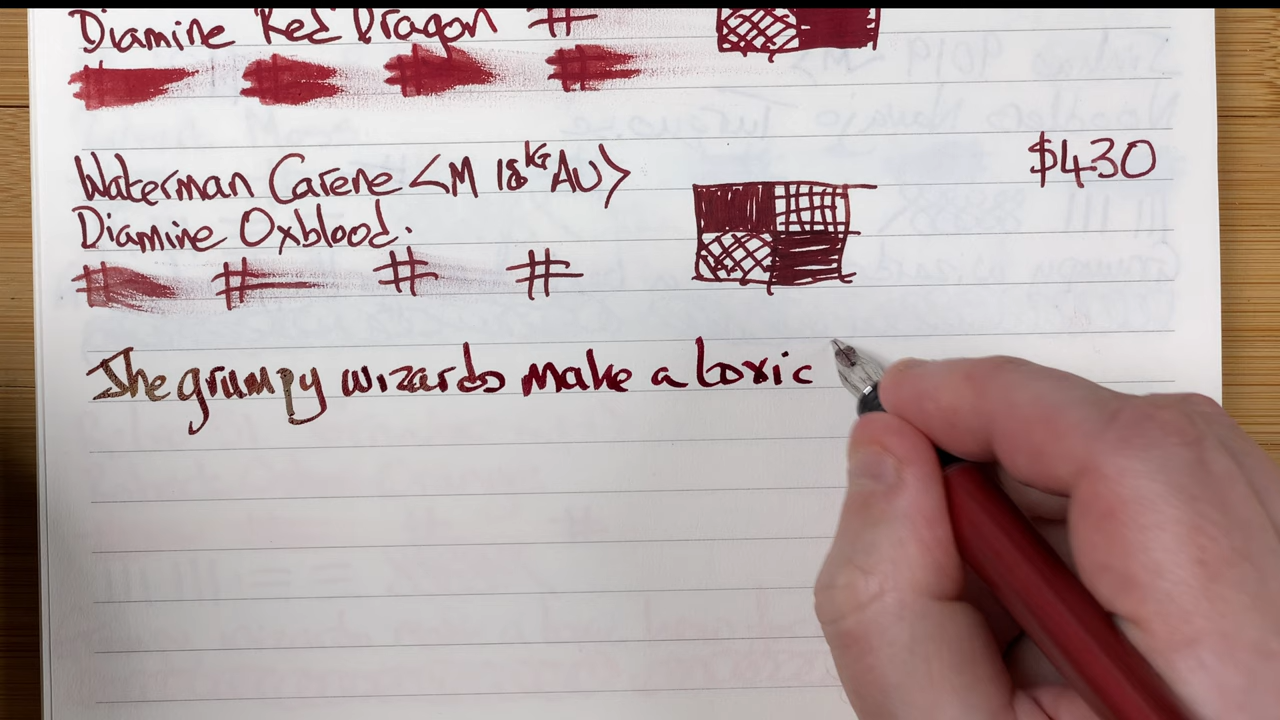 Diamine Red Dragon #
# # # #
Waterman Carene <M 18KG AU> $430
Diamine Oxblood.
# # # #
The grumpy wizards make a toxic